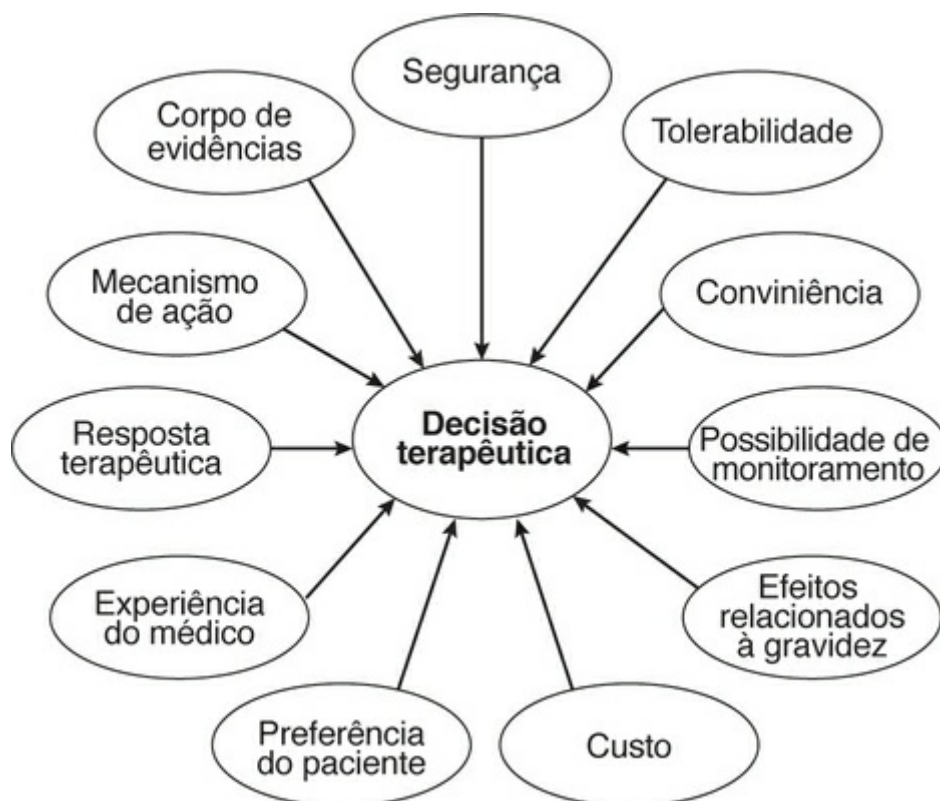 Segurança
Corpo de
evidências
Tolerabilidade
Mecanismo
de ação
Conviniência
Decisão
terapêutica
Resposta
terapêutica
Possibilidade de
monitoramento
Experiência
do médico
Efeitos
relacionados
à gravidez
Preferência
do paciente
Custo